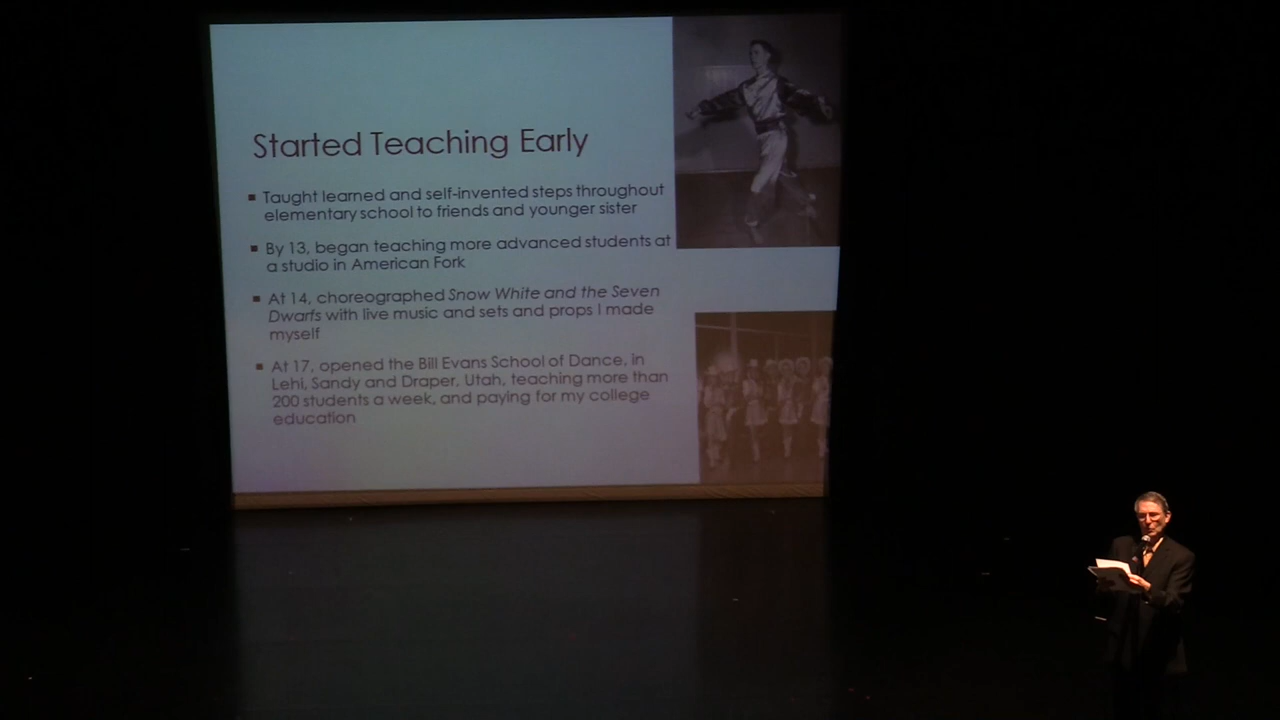 Started Teaching Early
Taught learned and self-invented steps throughout
elementary school to friends and younger sister
By 13, began teaching more advanced students at
a studio in American Fork
At 14, choreographed Snow White and the Seven
Dwarfs with live music and sets and props I made
myself
At 17, opened the Bill Evans School of Dance, in
Lehi, Sandy and Draper, Utah, teaching more than
200 students a week, and paying for my college
education